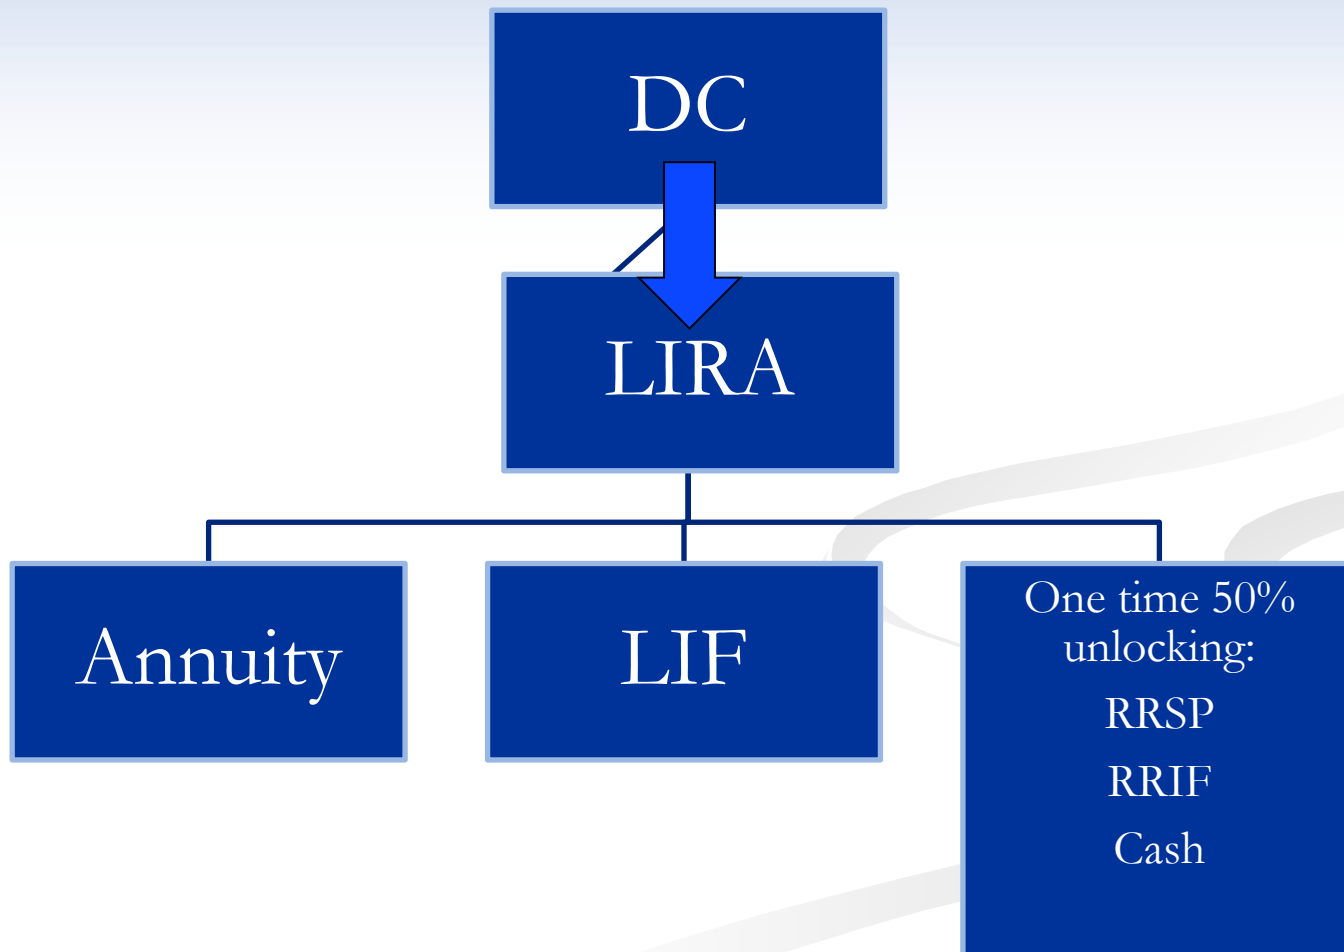 DC
LIRA
Annuity
LIF
One time 50%
unlocking:
RRSP
RRIF
Cash